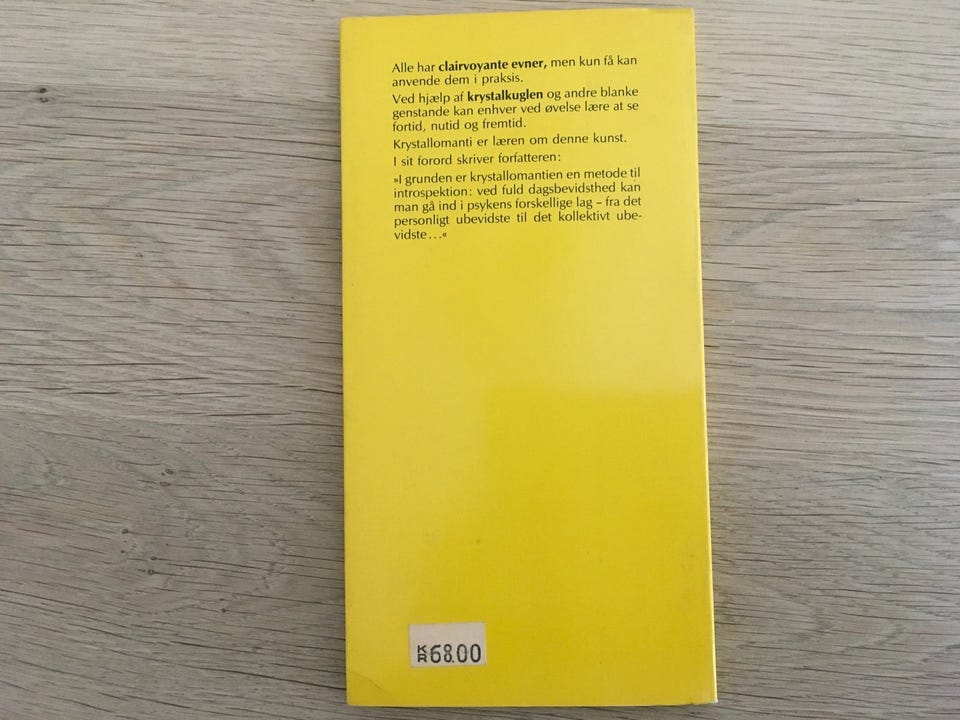 Alle har clairvoyante evner, men kun få kan
anvende dem i praksis.
Ved hjælp af krystalkuglen og andre blanke
genstande kan enhver ved øvelse lære at se
fortid, nutid og fremtid.
Krystallomanti er læren om denne kunst.
I sit forord skriver forfatteren:
»I grunden er krystallomantien en metode til
introspektion: ved fuld dagsbevidsthed kan
man gå ind i psykens forskellige lag – fra det
personligt ubevidste til det kollektivt ube-
vidste...«
KR 68.00